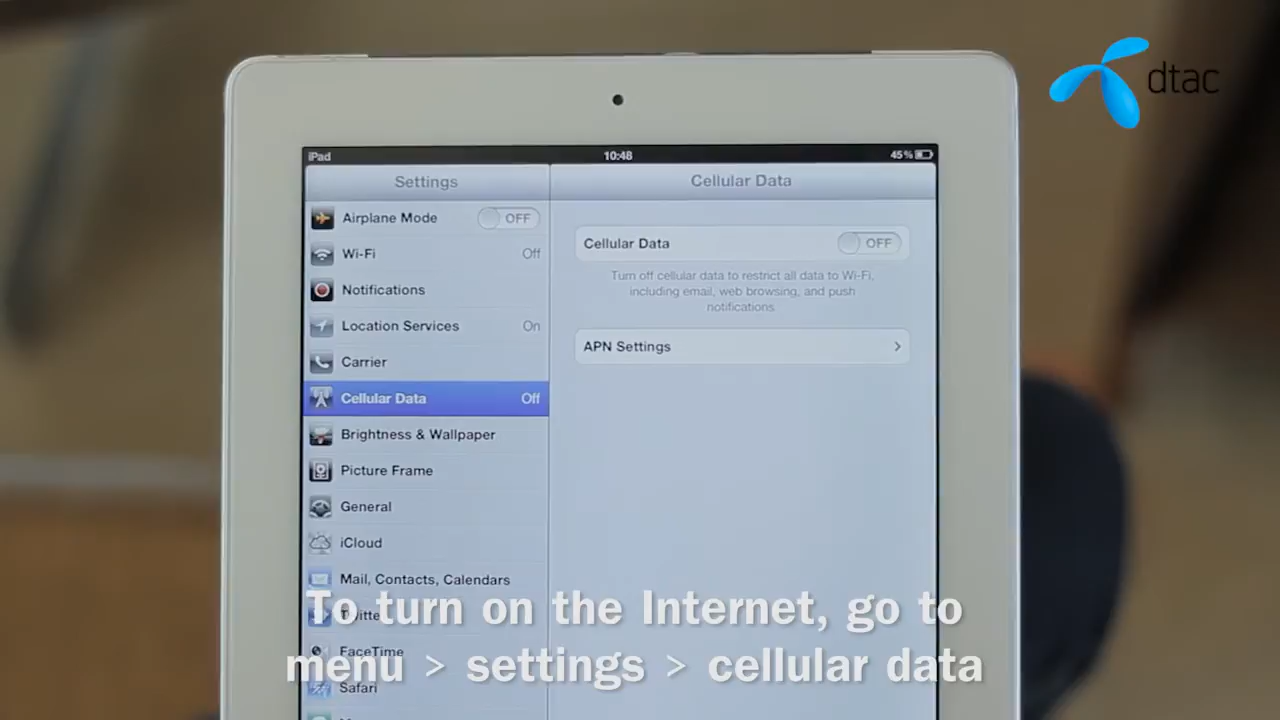 dtac
iPad 10:48 45%
Settings
Airplane Mode OFF
Wi-Fi Off
Notifications
Location Services On
Carrier
Cellular Data Off
Brightness & Wallpaper
Picture Frame
General
iCloud
Mail, Contacts, Calendars
Twitter
FaceTime
Safari
Cellular Data
Cellular Data OFF
Turn off cellular data to restrict all data to Wi-Fi,
including email, web browsing, and push
notifications.
APN Settings
To turn on the Internet, go to
menu > settings > cellular data